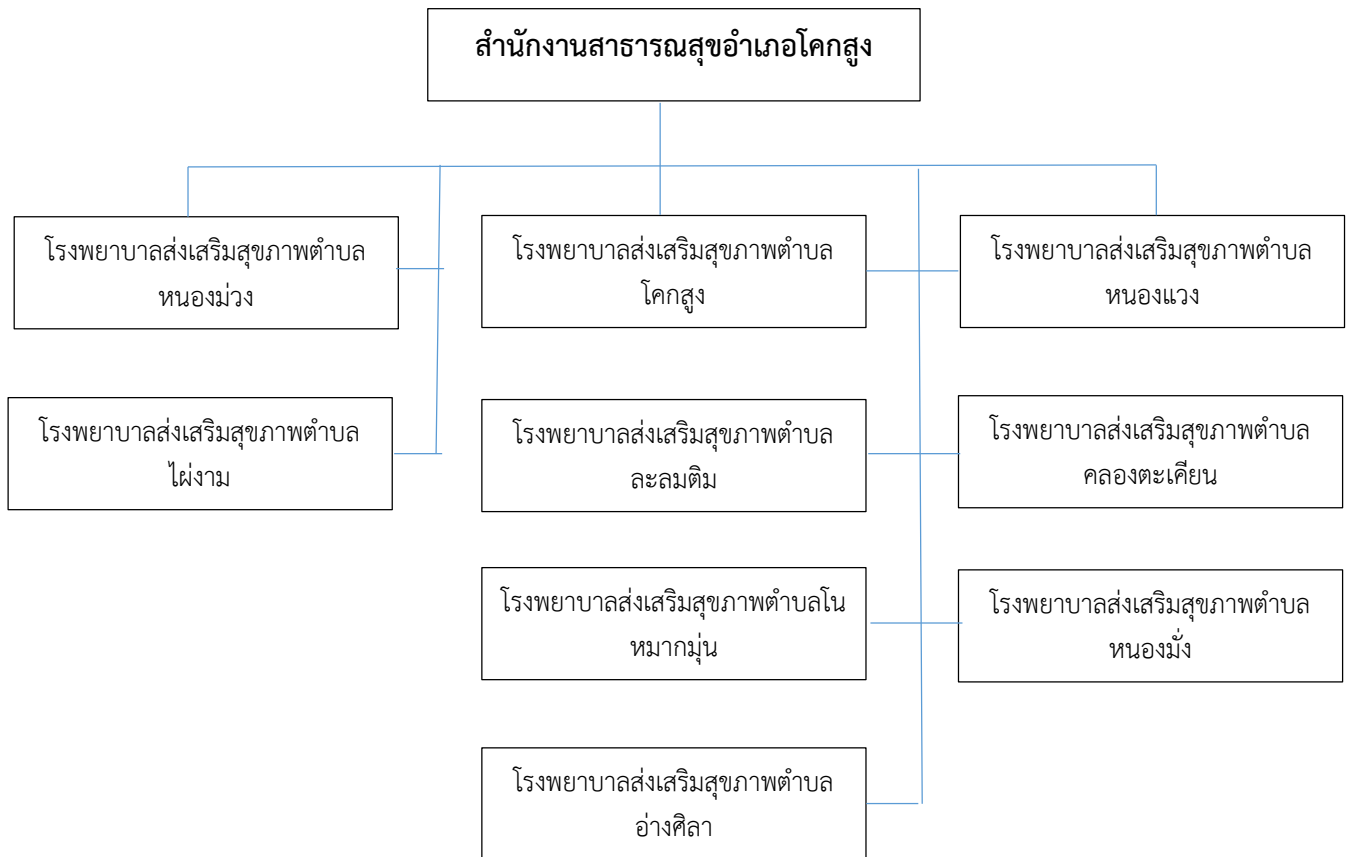 สำนักงานสาธารณสุขอำเภอโคกสูง
โรงพยาบาลส่งเสริมสุขภาพตำบล
หนองม่วง
โรงพยาบาลส่งเสริมสุขภาพตำบล
โคกสูง
โรงพยาบาลส่งเสริมสุขภาพตำบล
หนองแวง
โรงพยาบาลส่งเสริมสุขภาพตำบล
ไผ่งาม
โรงพยาบาลส่งเสริมสุขภาพตำบล
ละลมติม
โรงพยาบาลส่งเสริมสุขภาพตำบล
คลองตะเคียน
โรงพยาบาลส่งเสริมสุขภาพตำบลโน
หมากมุ่น
โรงพยาบาลส่งเสริมสุขภาพตำบล
หนองมั่ง
โรงพยาบาลส่งเสริมสุขภาพตำบล
อ่างศิลา